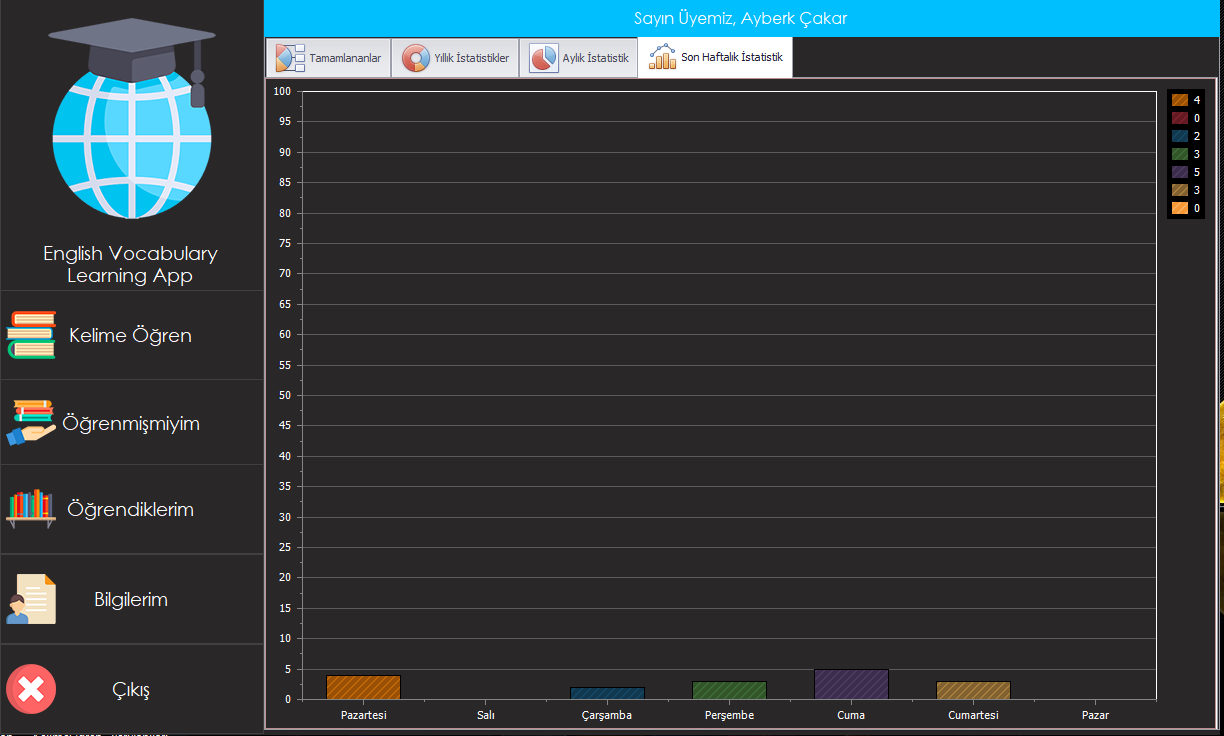 Sayın Üyemiz, Ayberk Çakar
English Vocabulary
Learning App
Kelime Öğren
Öğrenmişmiyim
Öğrendiklerim
Bilgilerim
Çıkış
Tamamlananlar
Yıllık İstatistikler
Aylık İstatistik
Son Haftalık İstatistik
100
95
90
85
80
75
70
65
60
55
50
45
40
35
30
25
20
15
10
5
0
Pazartesi Salı Çarşamba Perşembe Cuma Cumartesi Pazar
4
0
2
3
5
3
0